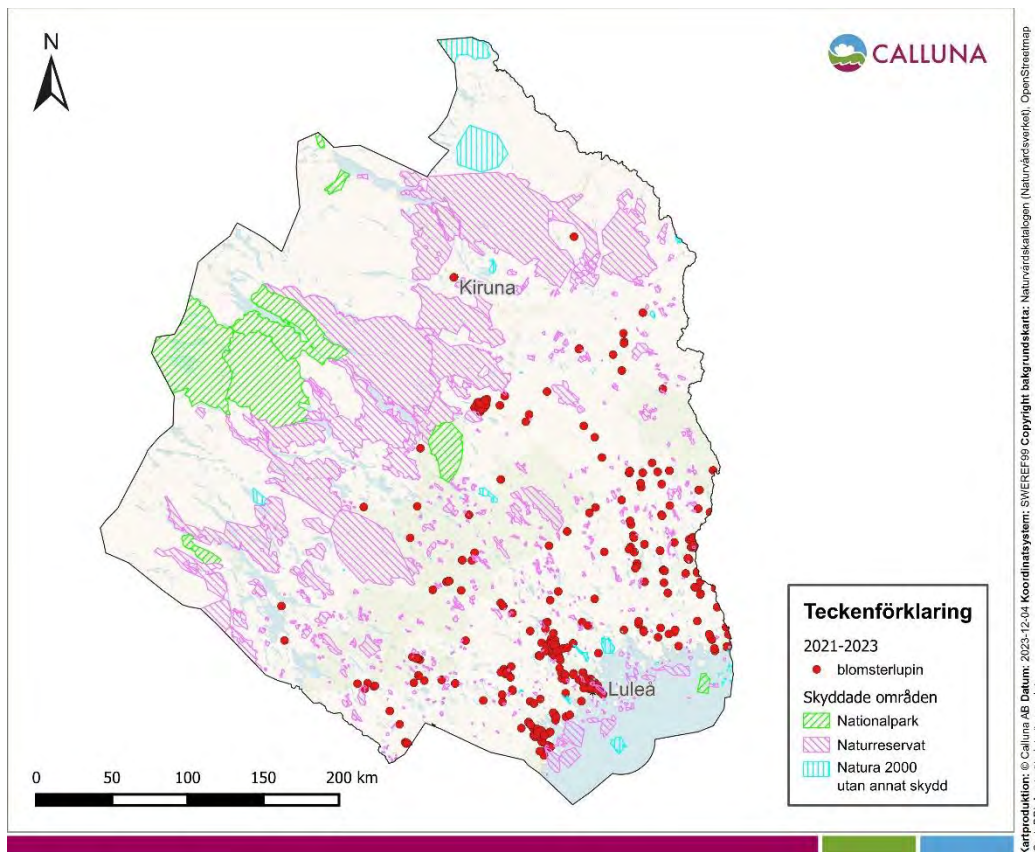 N
CALLUNA
Kiruna
Luleå
Teckenförklaring
2021-2023
blomsterlupin
Skyddade områden
Nationalpark
Naturreservat
Natura 2000
utan annat skydd
0 50 100 150 200 km
Kartproduktion: © Calluna AB Datum: 2023-12-04 Koordinatsystem: SWEREF99 Copyright bakgrundskarta: Naturvårdskatalogen (Naturvårdsverket), OpenStreetmap